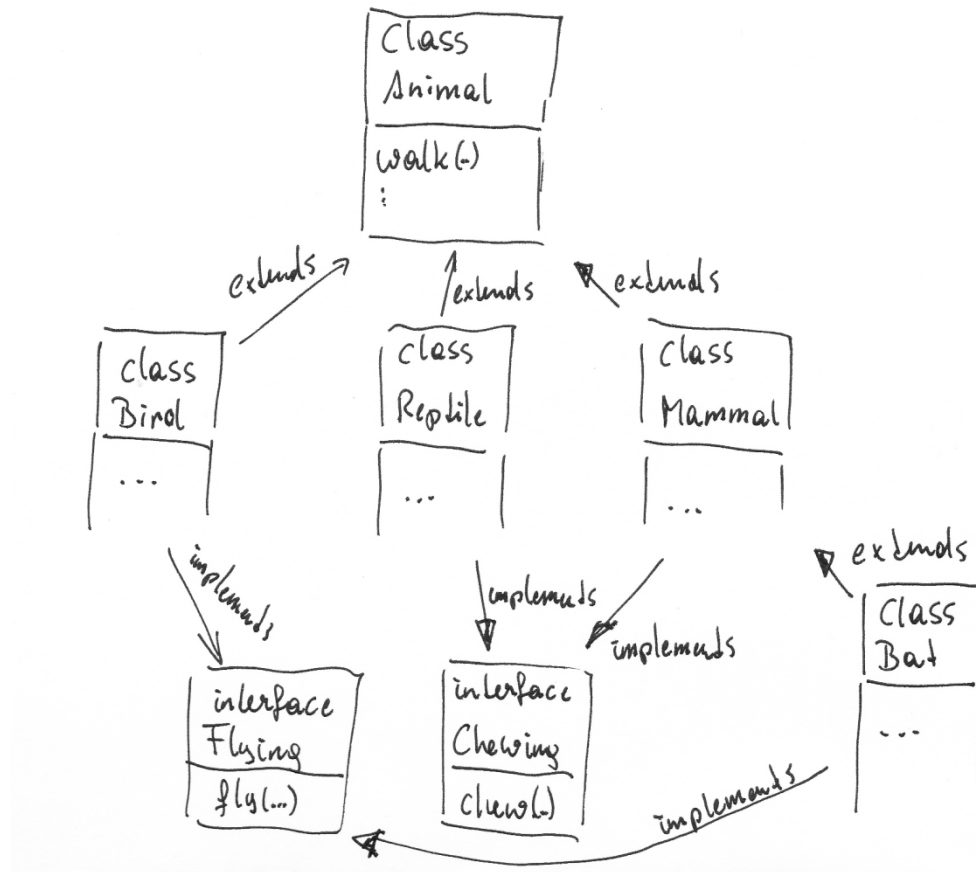 Class
Animal
walk(..)
:
extends
extends
extends
class
Bird
...
class
Reptile
...
class
Mammal
...
implements
implements
implements
extends
Class
Bat
...
interface
Flying
fly(...)
interface
Chewing
chew(..)
implements